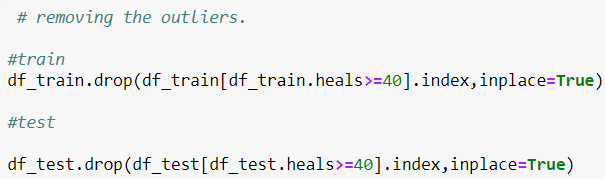 # removing the outliers.
#train
df_train.drop(df_train[df_train.heals>=40].index,inplace=True)
#test
df_test.drop(df_test[df_test.heals>=40].index,inplace=True)